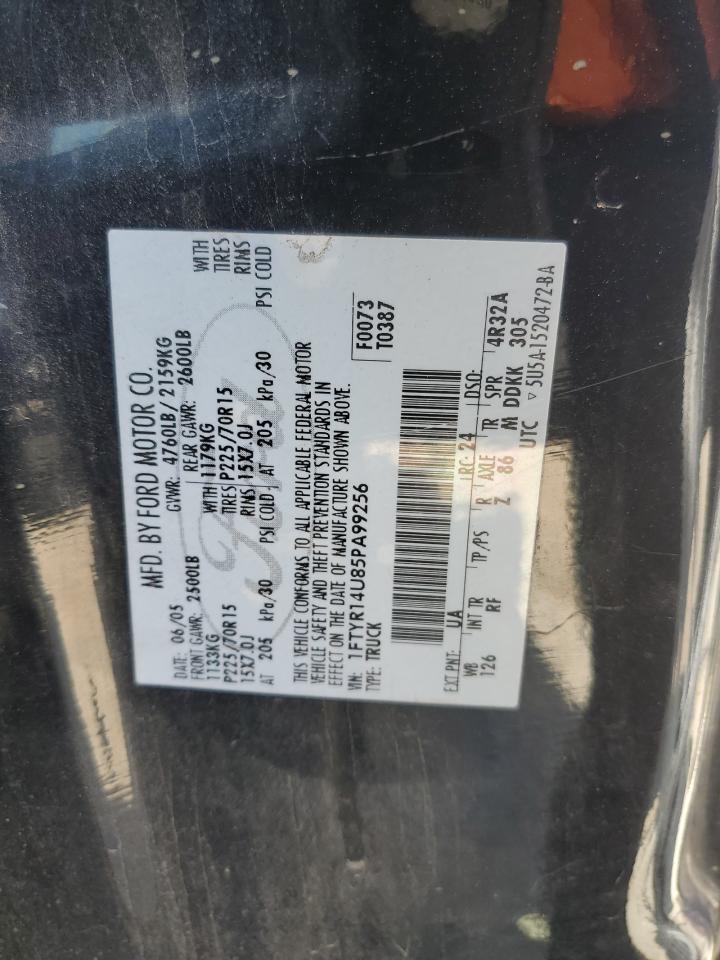 MFD. BY FORD MOTOR CO.
DATE: 06/05 GVWR: 4760LB / 2159KG
FRONT GAWR: 2500LB REAR GAWR: 2600LB
1133KG WITH 1179KG WITH
P225/70R15 TIRES P225/70R15 TIRES
15X7.0J RIMS 15X7.0J RIMS
AT 205 kPa/30 PSI COLD AT 205 kPa/30 PSI COLD
THIS VEHICLE CONFORMS TO ALL APPLICABLE FEDERAL MOTOR
VEHICLE SAFETY AND THEFT PREVENTION STANDARDS IN
EFFECT ON THE DATE OF MANUFACTURE SHOWN ABOVE.
VIN: 1FTYR14U85PA99256 F0073
TYPE: TRUCK T0387
EXT PNT: UA RC: 24 DSO:
WB INT TR TP/PS R AXLE TR SPR 4R32A
126 RF Z 86 M DDKK 305
UTC ▽ 5U5A-1520472-BA
Ford